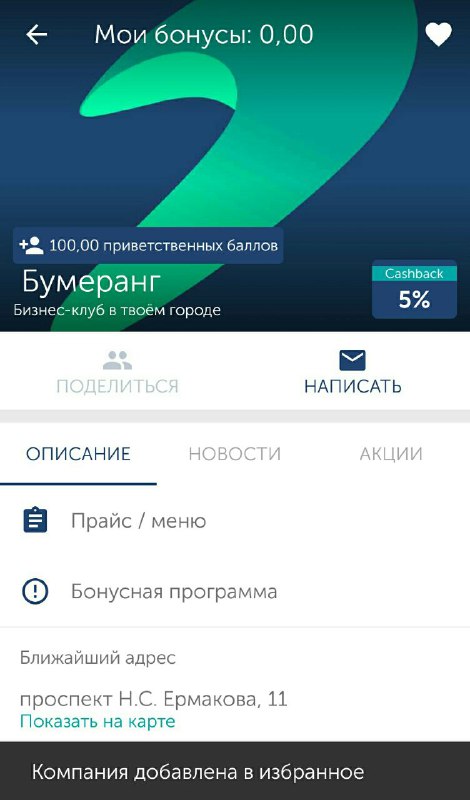 Мои бонусы: 0,00
100,00 приветственных баллов
Бумеранг
Бизнес-клуб в твоём городе
Cashback
5%
ПОДЕЛИТЬСЯ
НАПИСАТЬ
ОПИСАНИЕ
НОВОСТИ
АКЦИИ
Прайс / меню
Бонусная программа
Ближайший адрес
проспект Н.С. Ермакова, 11
Показать на карте
Компания добавлена в избранное